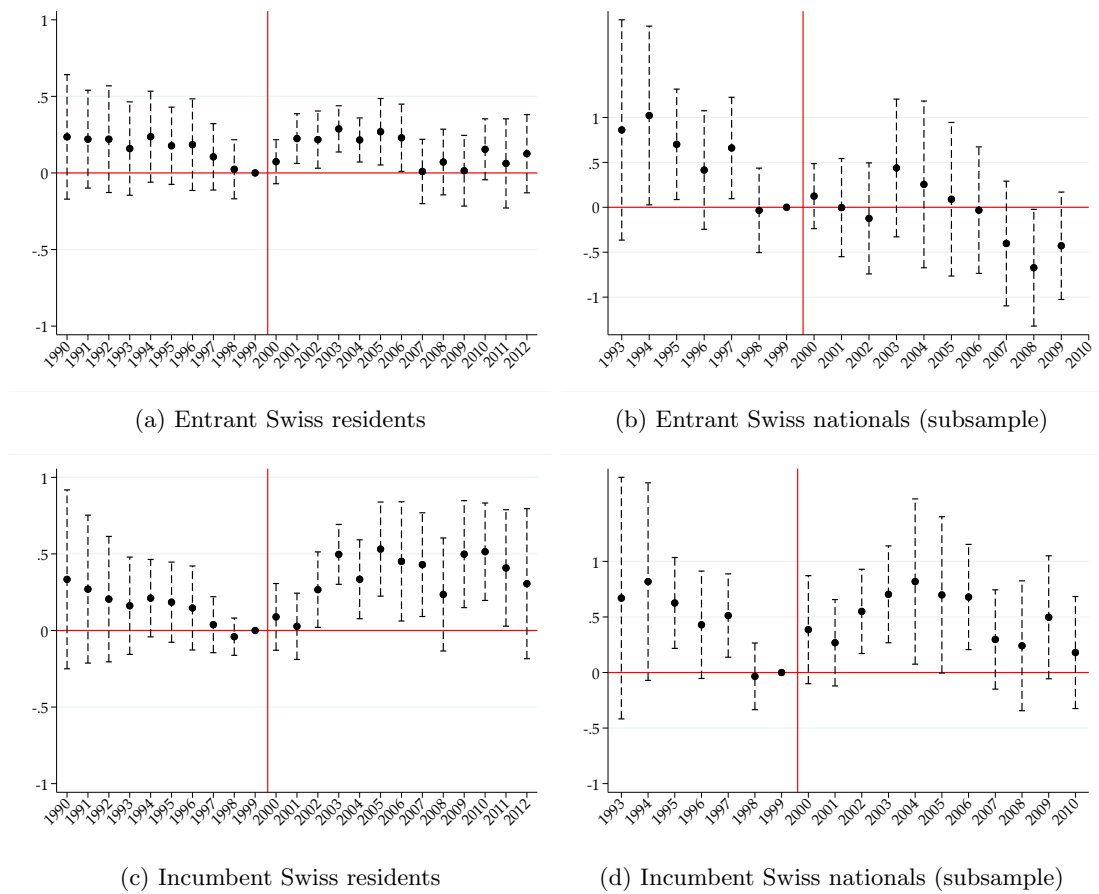 1
.5
0
-.5
-1
1990 1991 1992 1993 1994 1995 1996 1997 1998 1999 2000 2001 2002 2003 2004 2005 2006 2007 2008 2009 2010 2011 2012
(a) Entrant Swiss residents
1
.5
0
-.5
-1
1993 1994 1995 1996 1997 1998 1999 2000 2001 2002 2003 2004 2005 2006 2007 2008 2009 2010
(b) Entrant Swiss nationals (subsample)
1
.5
0
-.5
-1
1990 1991 1992 1993 1994 1995 1996 1997 1998 1999 2000 2001 2002 2003 2004 2005 2006 2007 2008 2009 2010 2011 2012
(c) Incumbent Swiss residents
1
.5
0
-.5
-1
1993 1994 1995 1996 1997 1998 1999 2000 2001 2002 2003 2004 2005 2006 2007 2008 2009 2010
(d) Incumbent Swiss nationals (subsample)